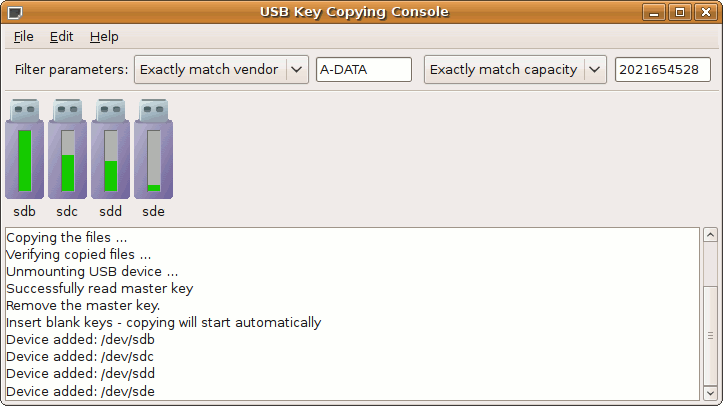 USB Key Copying Console
File Edit Help
Filter parameters: Exactly match vendor A-DATA Exactly match capacity 2021654528
sdb sdc sdd sde
Copying the files ...
Verifying copied files ...
Unmounting USB device ...
Successfully read master key
Remove the master key.
Insert blank keys - copying will start automatically
Device added: /dev/sdb
Device added: /dev/sdc
Device added: /dev/sdd
Device added: /dev/sde